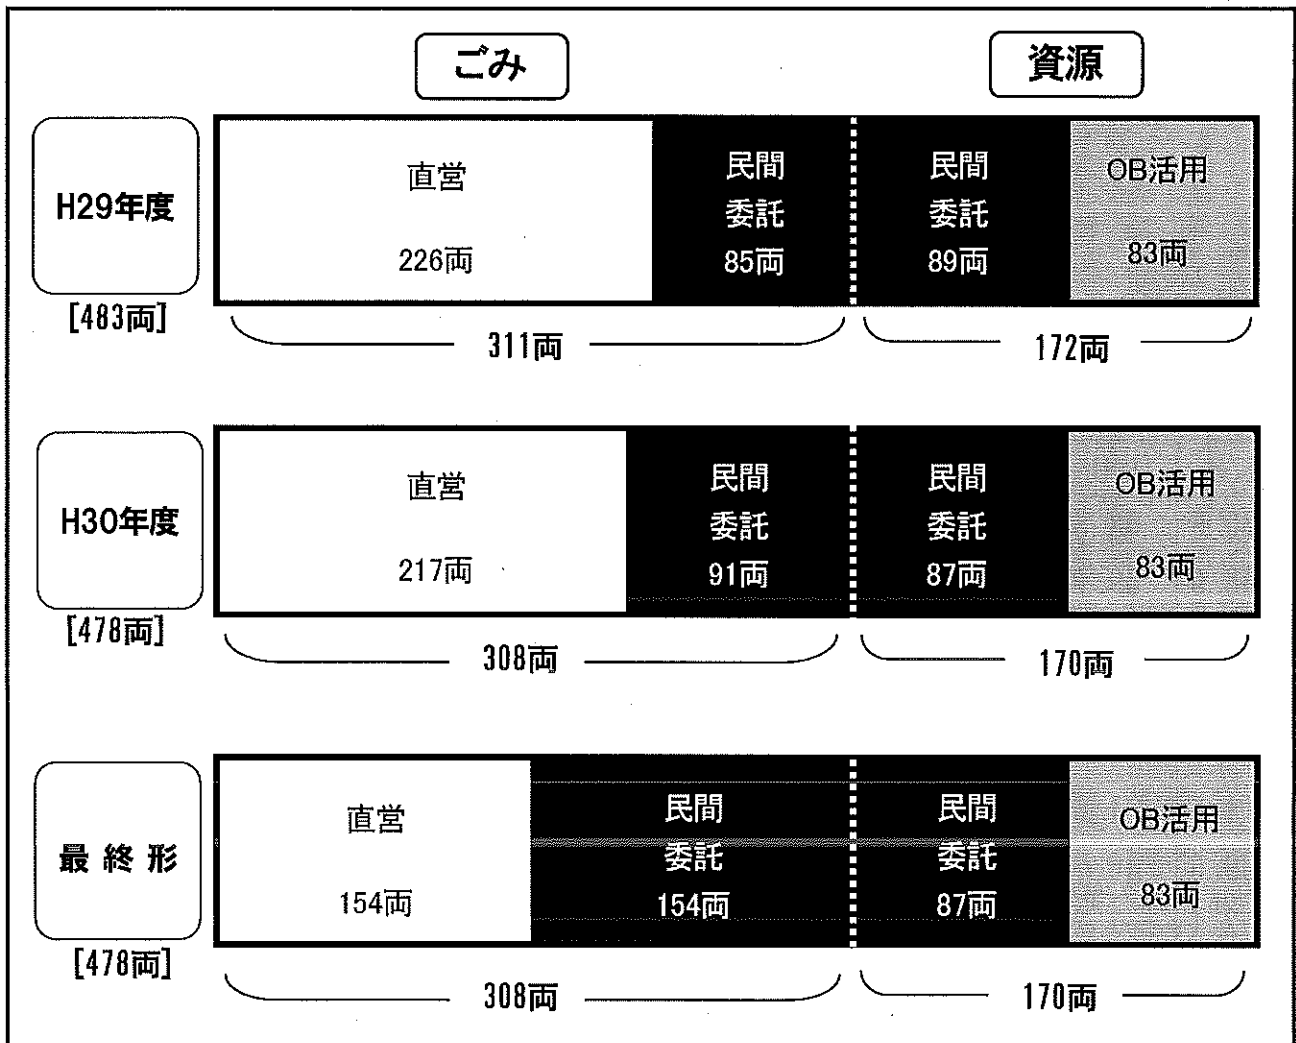 ごみ
資源
H29年度
[483両]
直営
226両
民間
委託
85両
民間
委託
89両
OB活用
83両
311両
172両
H30年度
[478両]
直営
217両
民間
委託
91両
民間
委託
87両
OB活用
83両
308両
170両
最終形
[478両]
直営
154両
民間
委託
154両
民間
委託
87両
OB活用
83両
308両
170両